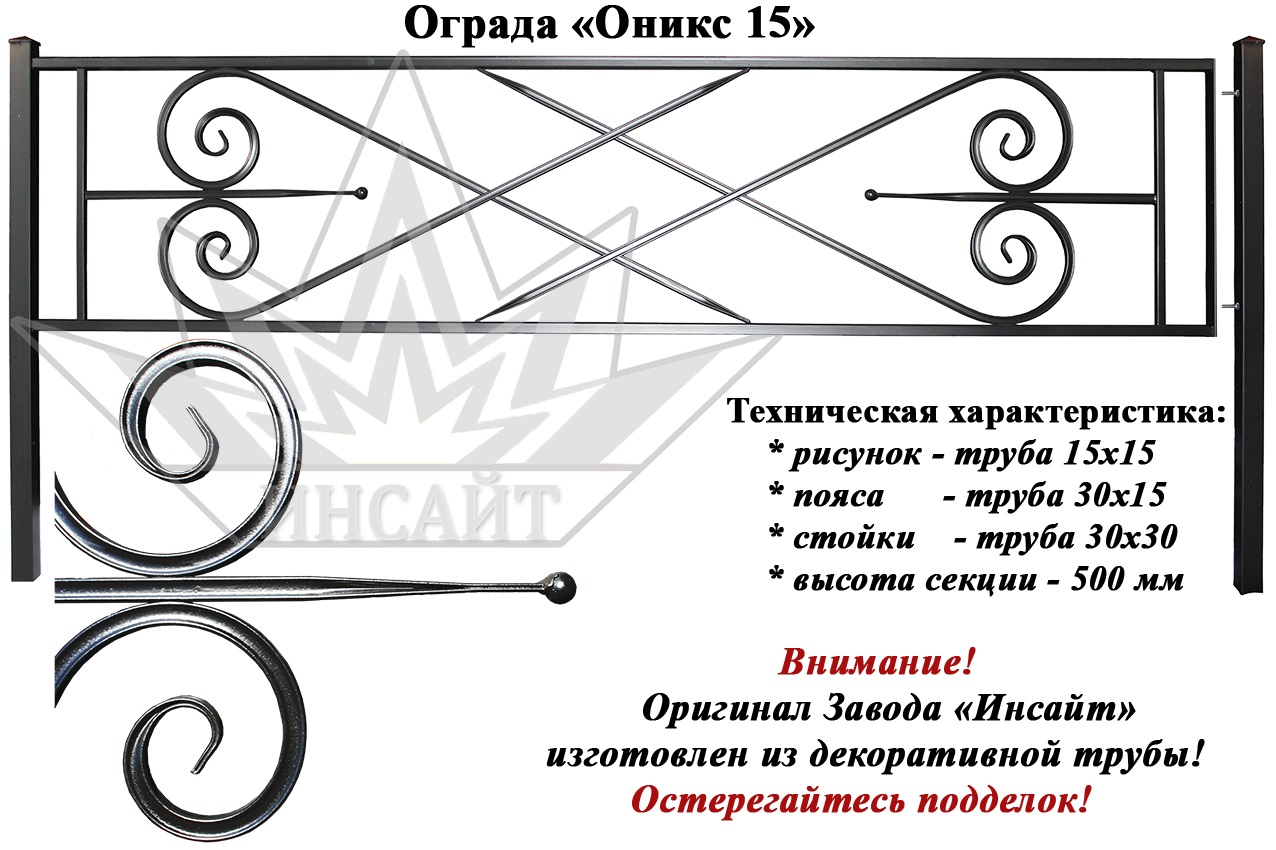 Ограда «Оникс 15»
ИНСАЙТ
Техническая характеристика:
* рисунок - труба 15х15
* пояса - труба 30х15
* стойки - труба 30х30
* высота секции - 500 мм
Внимание!
Оригинал Завода «Инсайт»
изготовлен из декоративной трубы!
Остерегайтесь подделок!